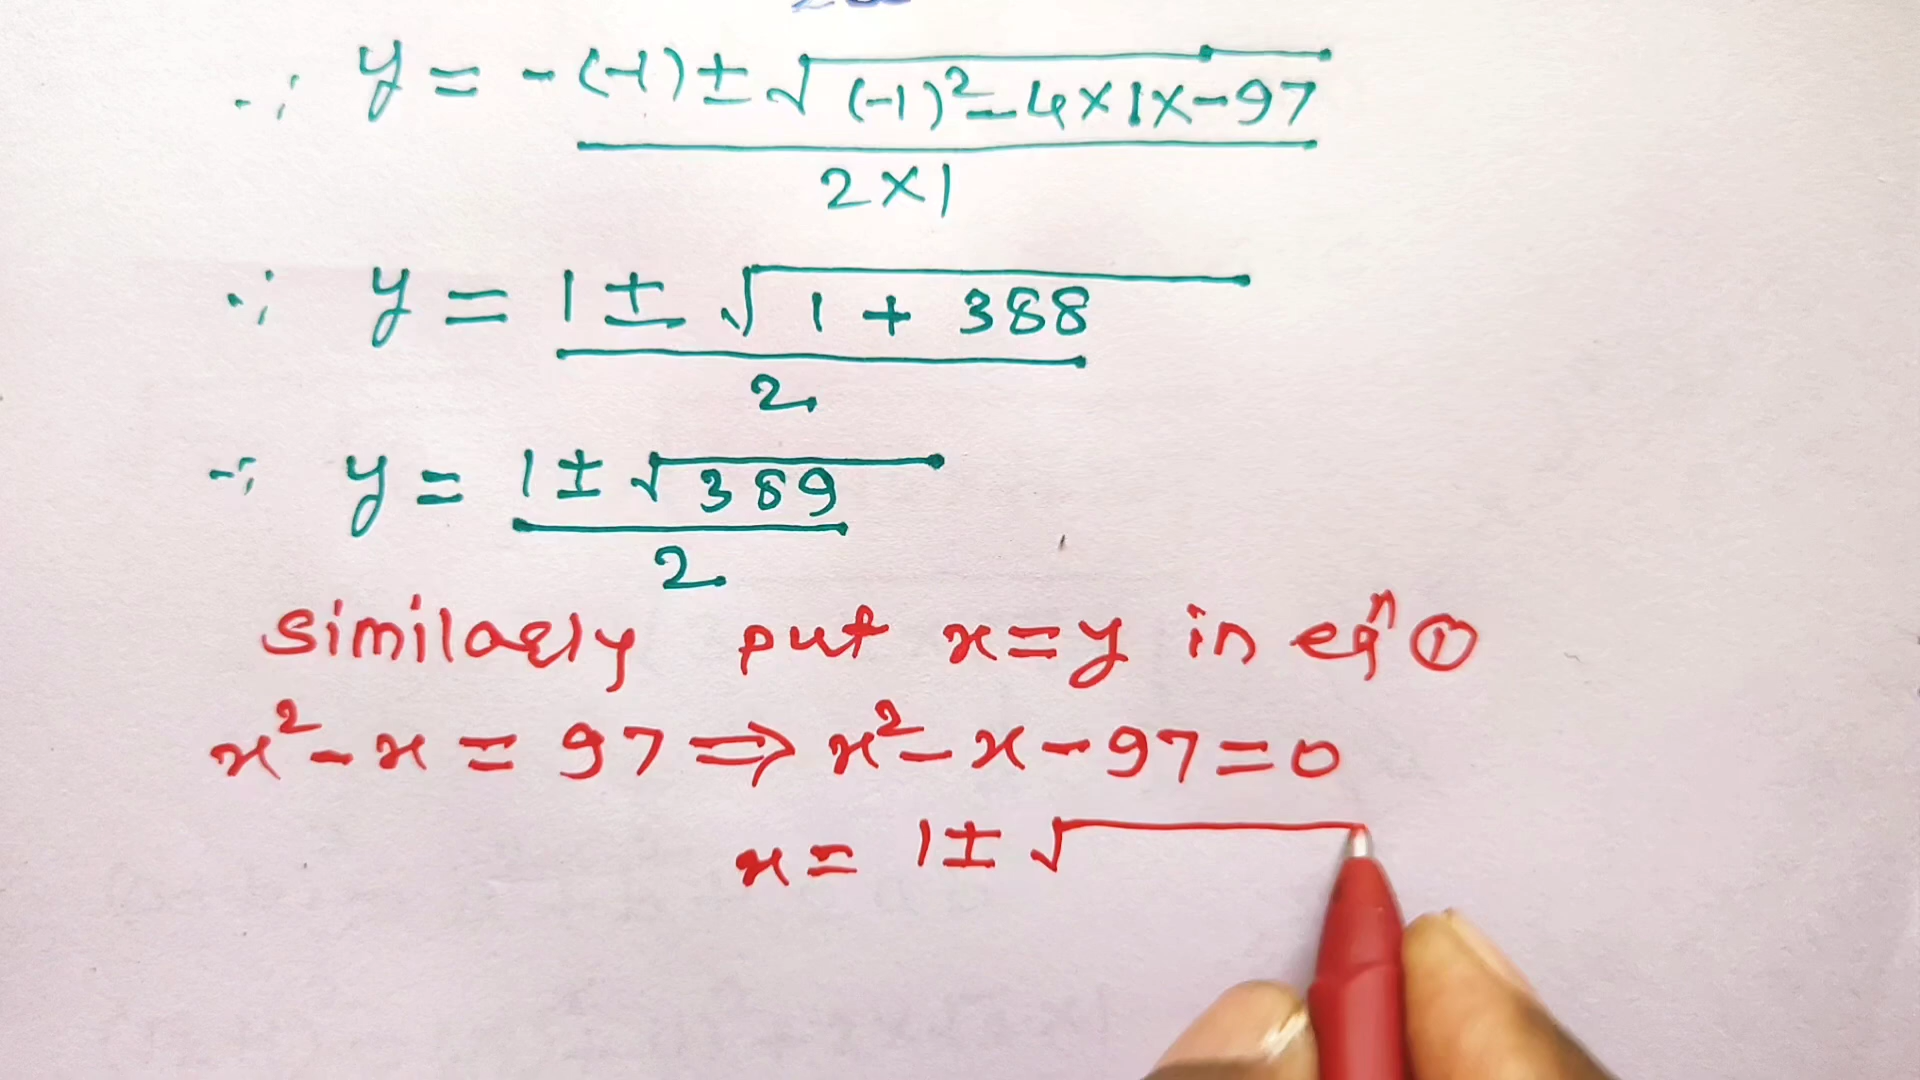 ∴ y = -(-1) ± √(-1)² - 4×1×-97
2×1
∴ y = 1 ± √1 + 388
2
∴ y = 1 ± √389
2
Similarly put x = y in eqⁿ ①
x² - x = 97 ⇒ x² - x - 97 = 0
x = 1 ± √